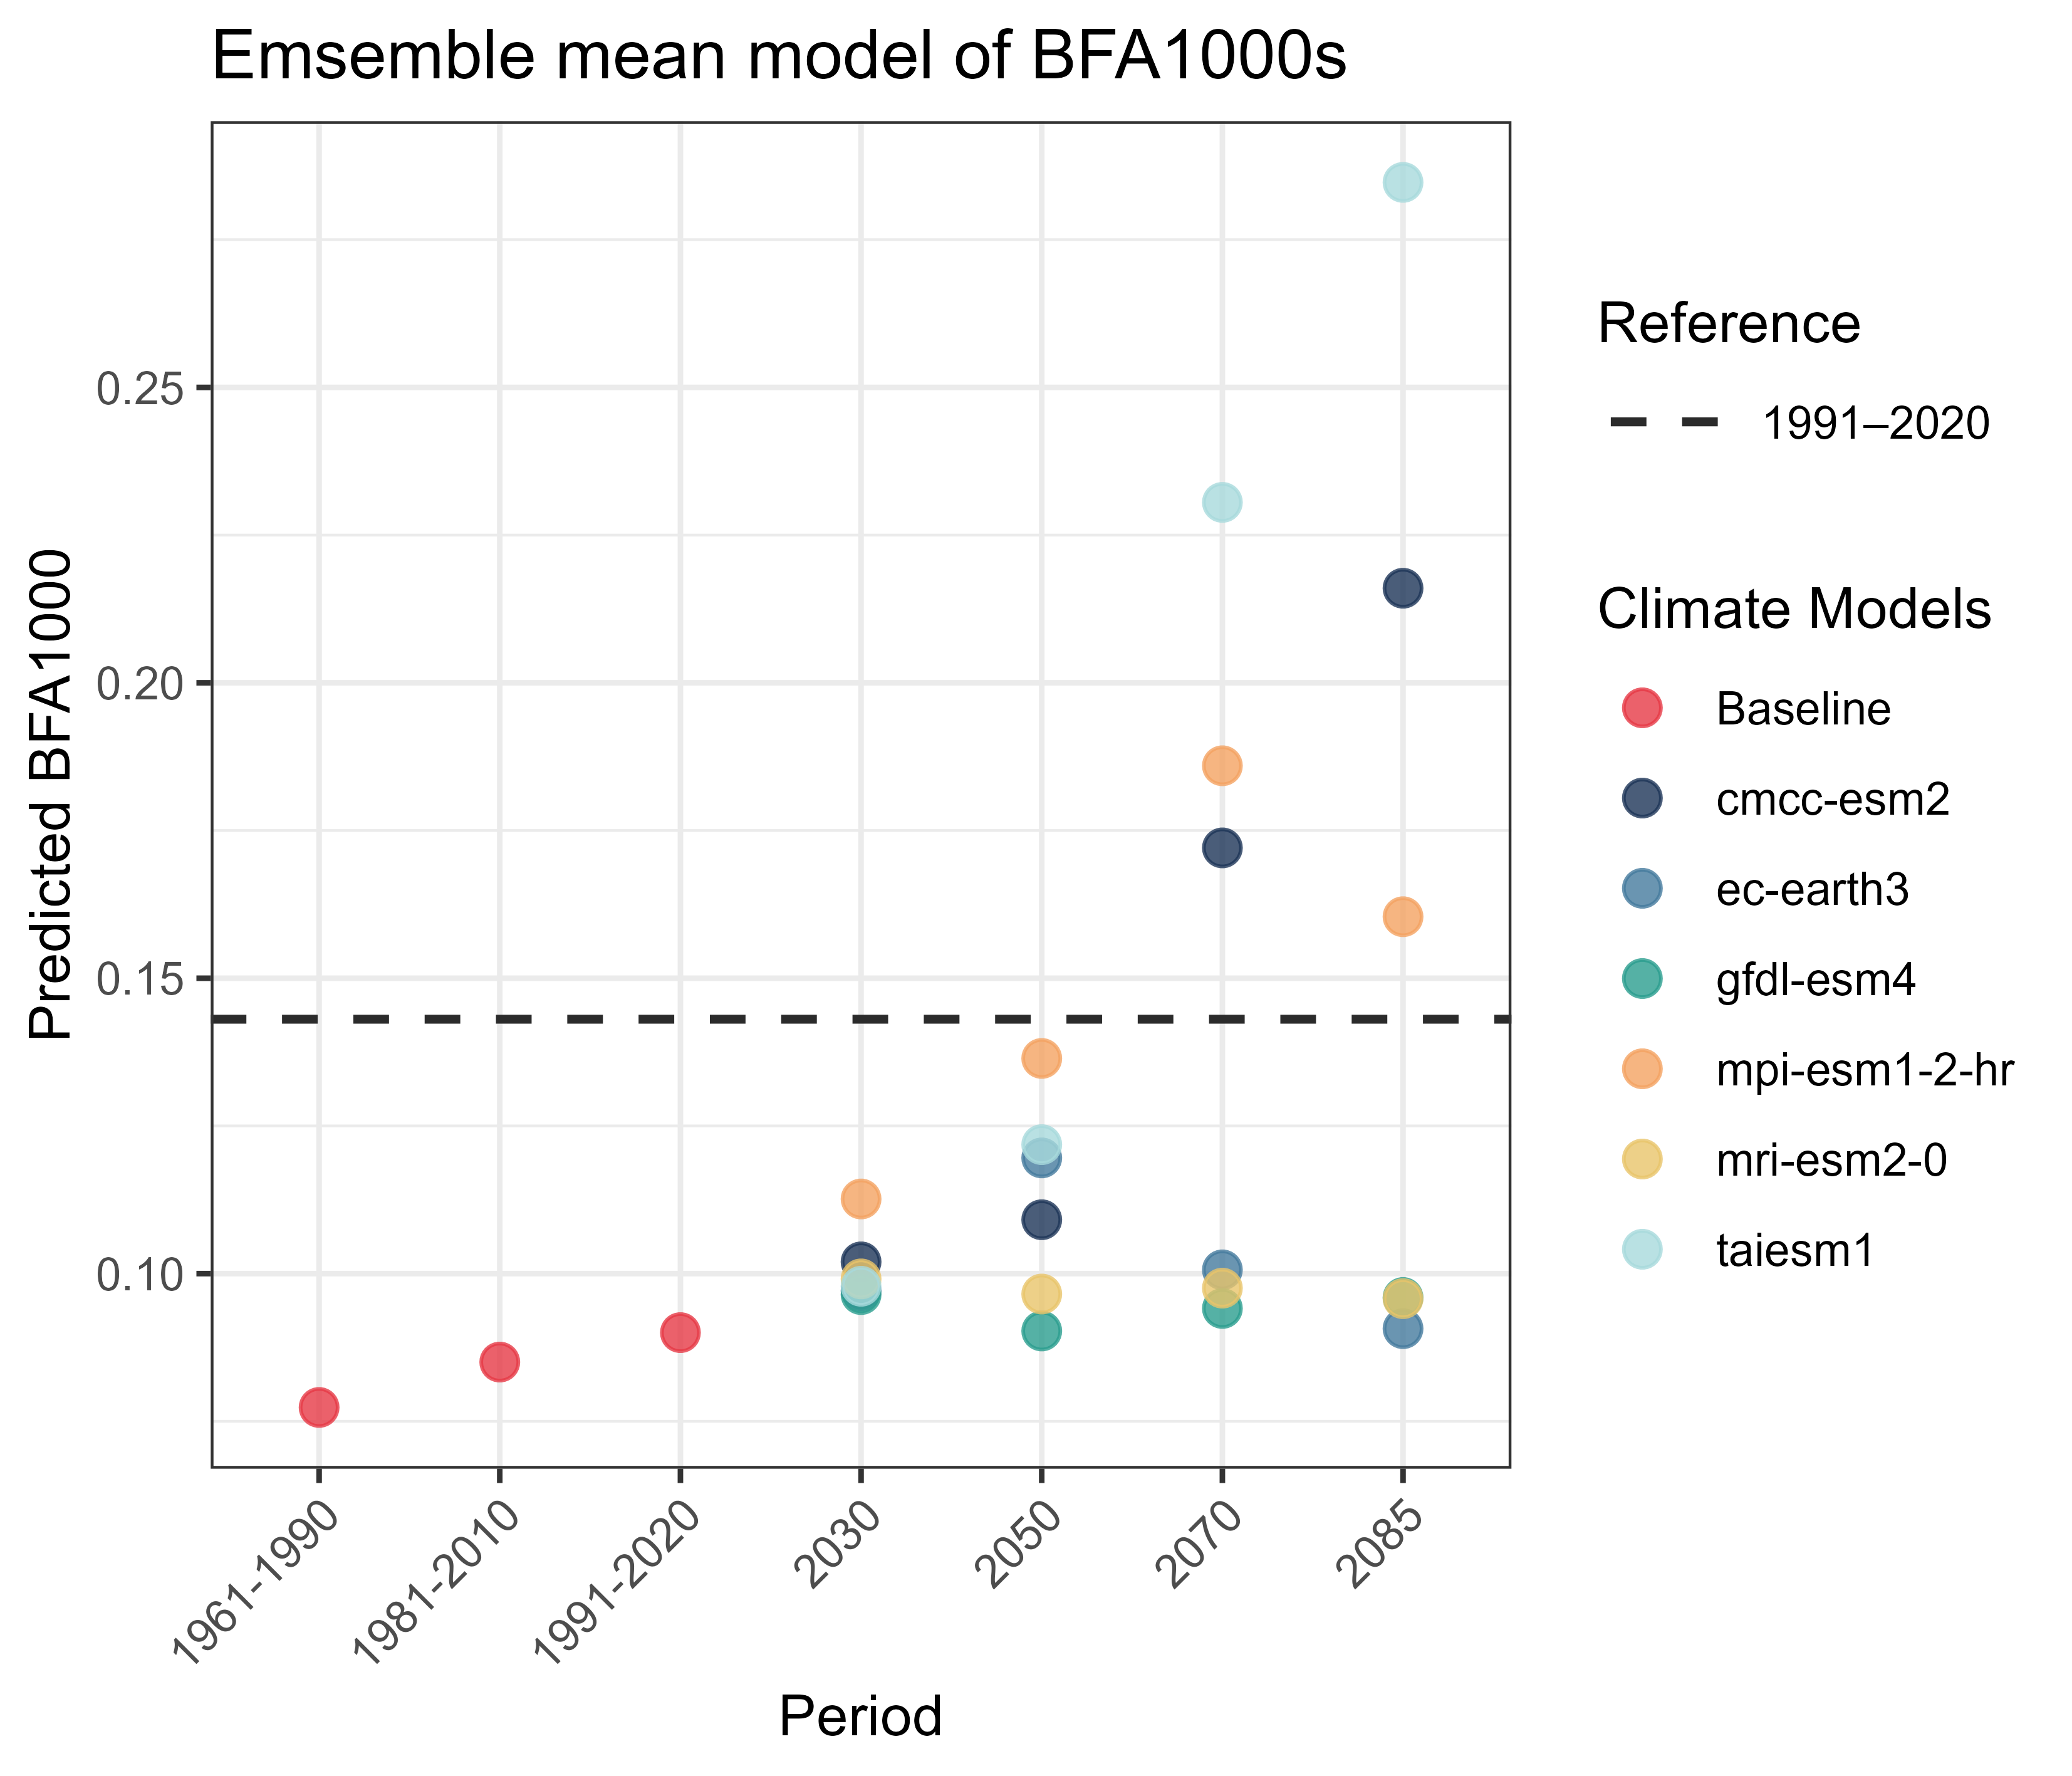 Emsemble mean model of BFA1000s
Predicted BFA1000
0.25
0.20
0.15
0.10
1961-1990
1981-2010
1991-2020
2030
2050
2070
2085
Period
Reference
1991–2020
Climate Models
Baseline
cmcc-esm2
ec-earth3
gfdl-esm4
mpi-esm1-2-hr
mri-esm2-0
taiesm1